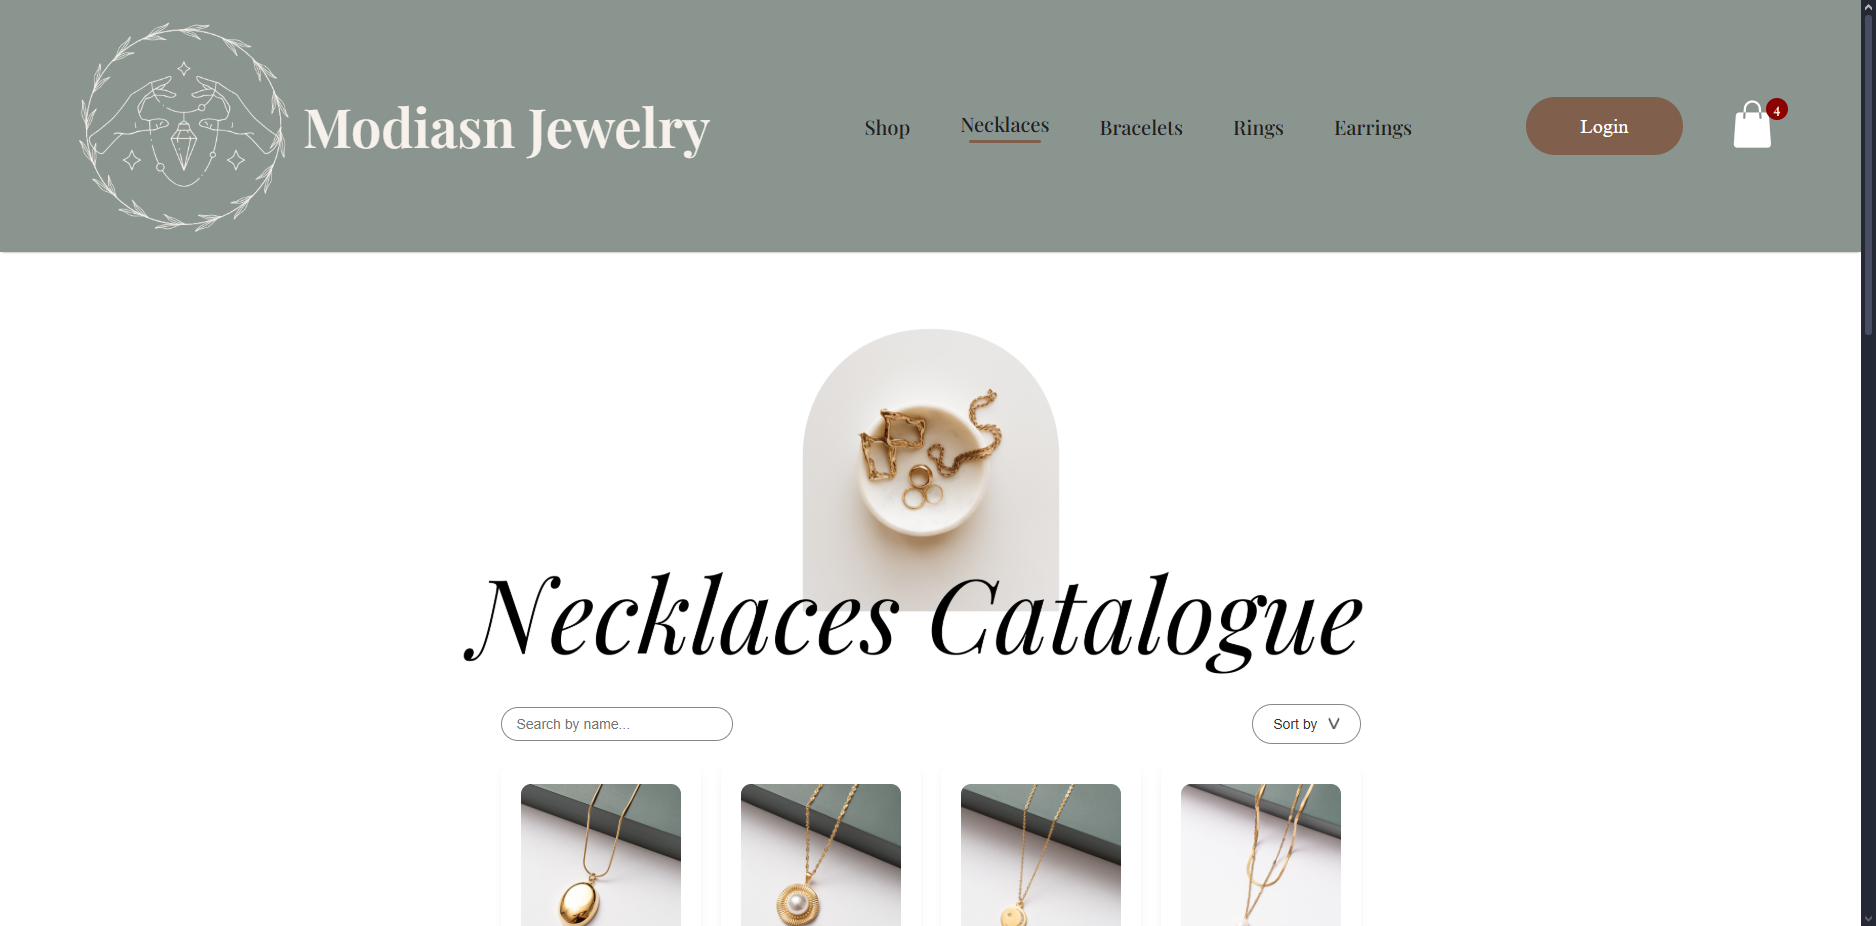 Modiasn Jewelry
Shop
Necklaces
Bracelets
Rings
Earrings
Login
4
Necklaces Catalogue
Search by name...
Sort by